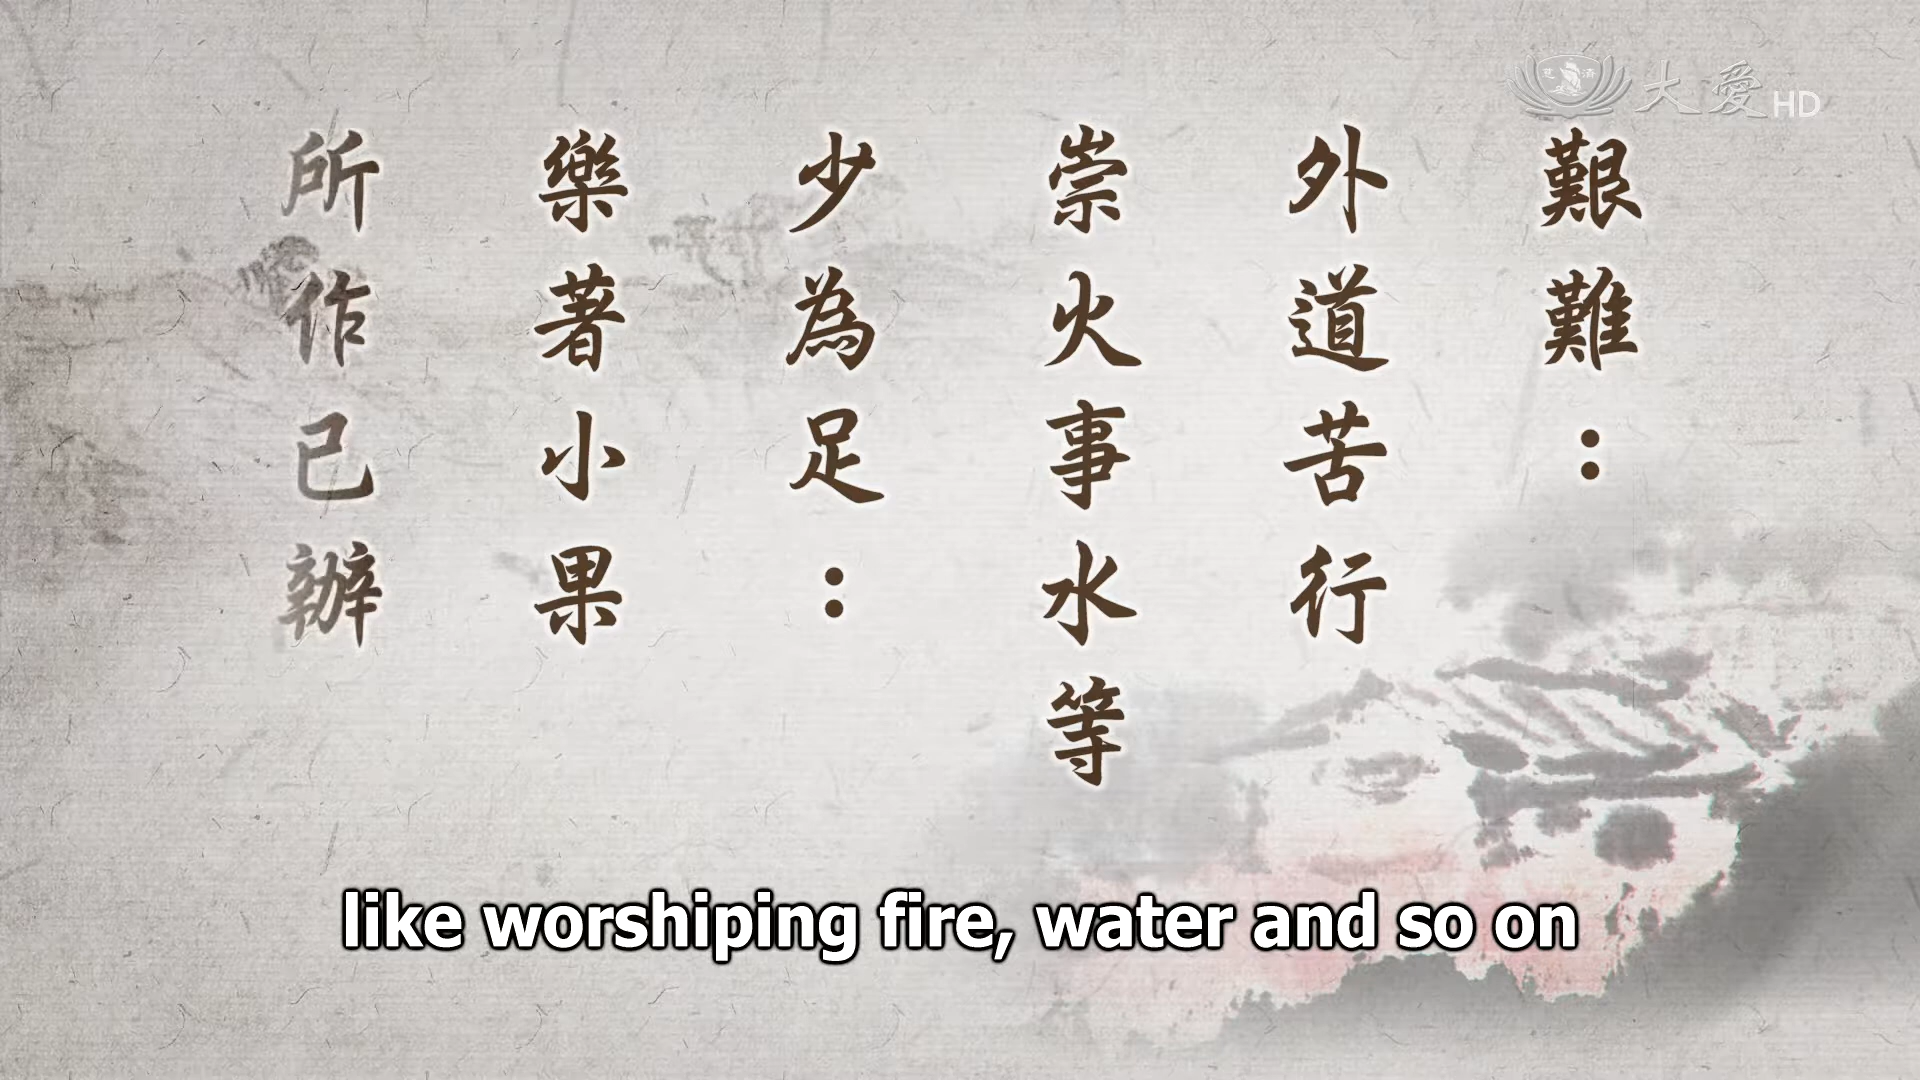 大愛HD
艱難：
外道苦行
崇火事水等
少為足：
樂著小果
所作已辦
like worshiping fire, water and so on